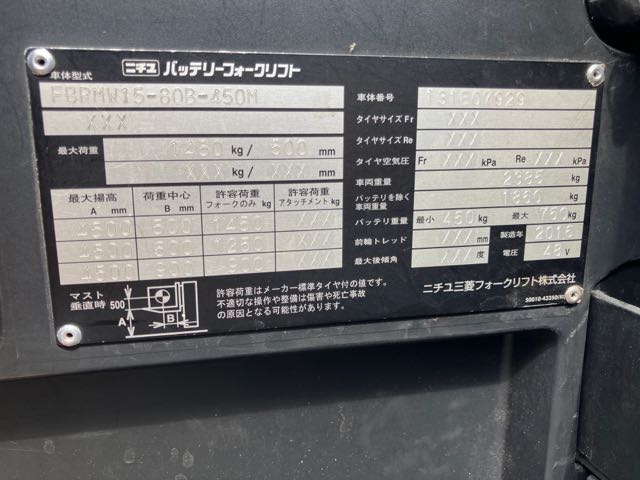 ニチユ バッテリーフォークリフト
車体型式
FBRMW15-80B-450M
XXX
最大荷重 1250 kg/ 500 mm
XXX kg/ XXX mm
最大揚高 A mm 荷重中心 B mm 許容荷重 フォークのみ kg 許容荷重 アタッチメント kg
4500 500
4500 600
4500
車体番号
タイヤサイズ Fr XXX
タイヤサイズ Re XXX
タイヤ空気圧 Fr XXX kPa Re XXX kPa
車両重量 kg
バッテリを除く車両重量 kg
バッテリ重量 最小 450 kg 最大 760 kg
前輪トレッド XXX mm 製造年 2016
最大後傾角 XXX 度 電圧 48 V
マスト垂直時 500
B
A
許容荷重はメーカー標準タイヤ付の値です。
不適切な操作や整備は傷害や死亡事故
の原因となる可能性があります。
ニチユ三菱フォークリフト株式会社